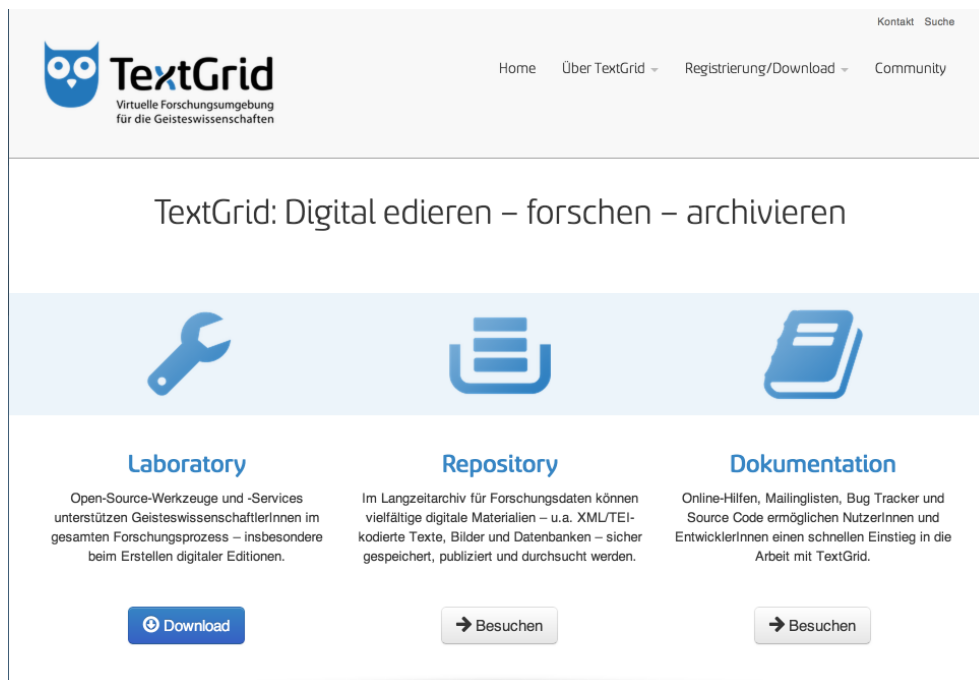 Kontakt Suche
TextGrid
Virtuelle Forschungsumgebung
für die Geisteswissenschaften
Home Über TextGrid Registrierung/Download Community
TextGrid: Digital edieren – forschen – archivieren
Laboratory
Open-Source-Werkzeuge und -Services
unterstützen GeisteswissenschaftlerInnen im
gesamten Forschungsprozess – insbesondere
beim Erstellen digitaler Editionen.
Download
Repository
Im Langzeitarchiv für Forschungsdaten können
vielfältige digitale Materialien – u.a. XML/TEI-
kodierte Texte, Bilder und Datenbanken – sicher
gespeichert, publiziert und durchsucht werden.
Besuchen
Dokumentation
Online-Hilfen, Mailinglisten, Bug Tracker und
Source Code ermöglichen NutzerInnen und
EntwicklerInnen einen schnellen Einstieg in die
Arbeit mit TextGrid.
Besuchen